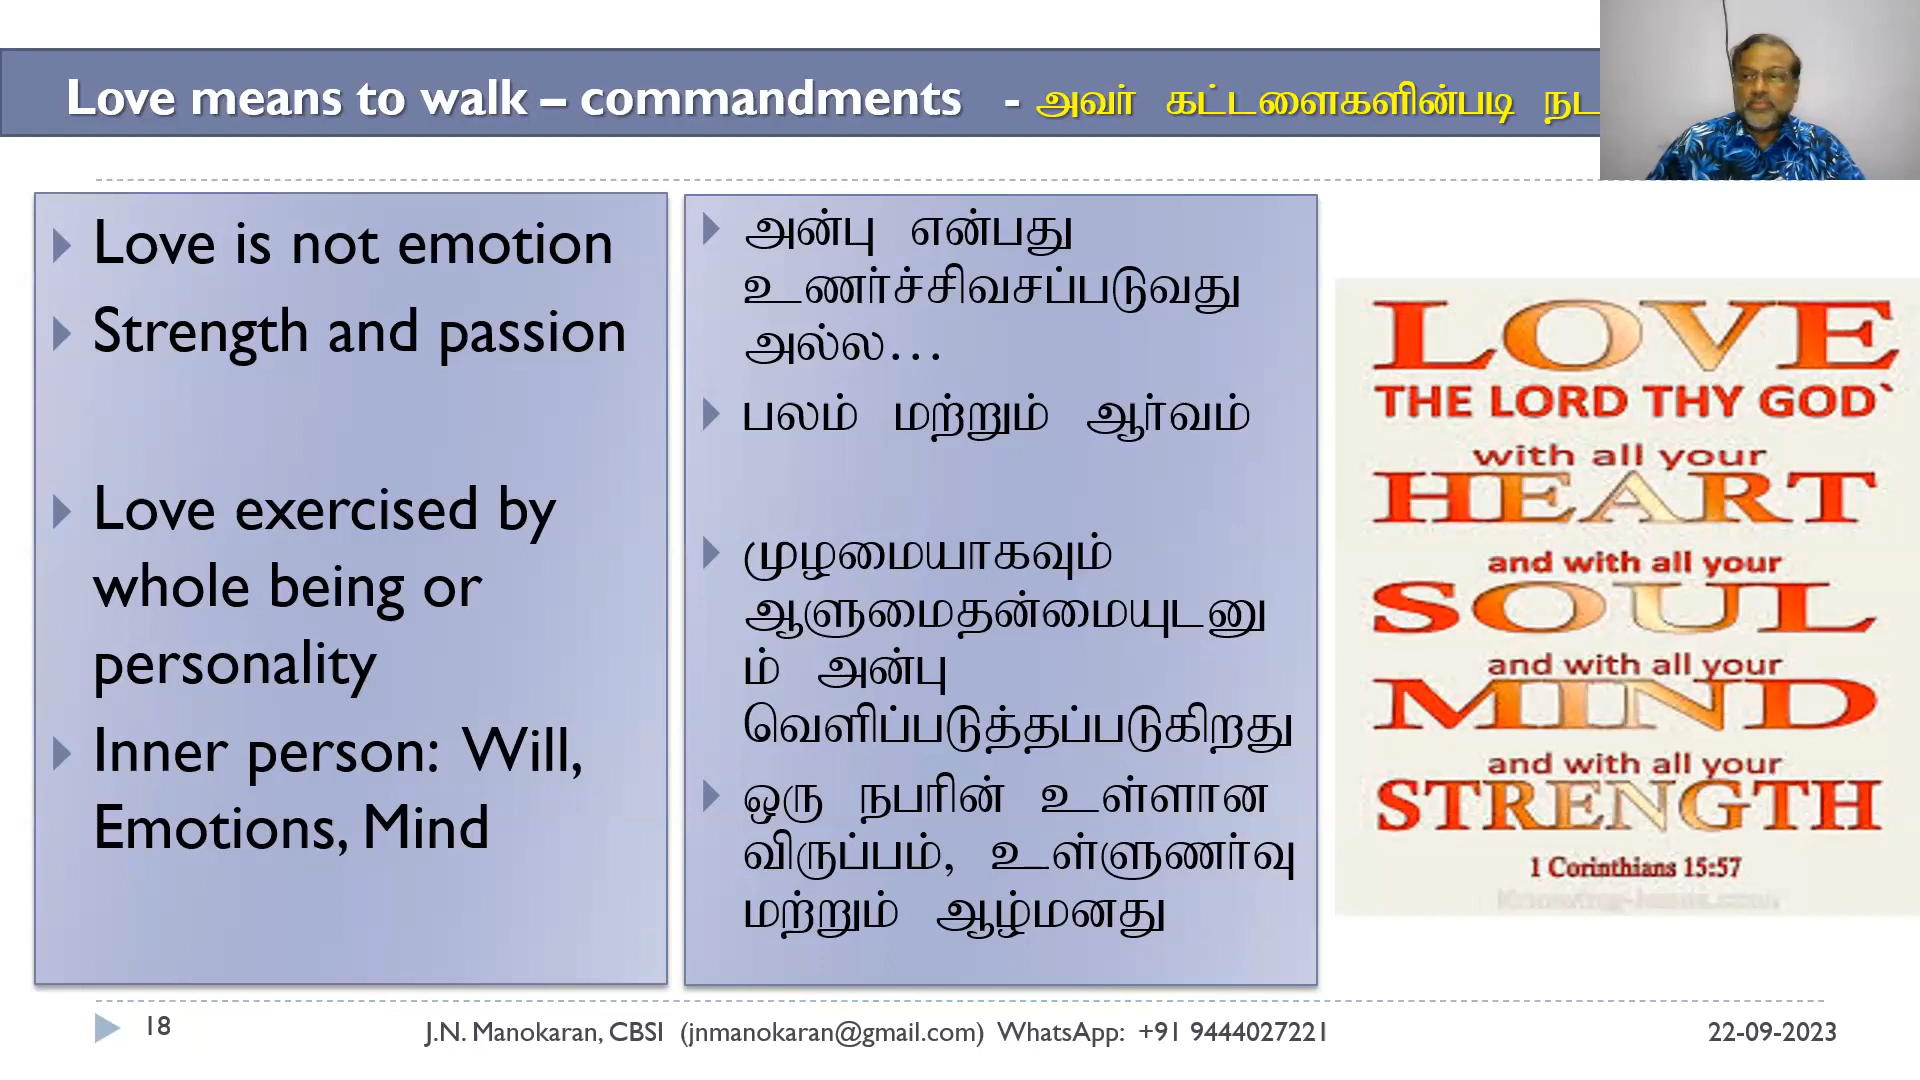 Love means to walk – commandments - அவர் கட்டளைகளின்படி நட
Love is not emotion
Strength and passion
Love exercised by
whole being or
personality
Inner person: Will,
Emotions, Mind
அன்பு என்பது
உணர்ச்சிவசப்படுவது
அல்ல...
பலம் மற்றும் ஆர்வம்
முழமையாகவும்
ஆளுமைதன்மையுடனு
ம் அன்பு
வெளிப்படுத்தப்படுகிறது
ஒரு நபரின் உள்ளான
விருப்பம், உள்ளுணர்வு
மற்றும் ஆழ்மனது
LOVE
THE LORD THY GOD`
with all your
HEART
and with all your
SOUL
and with all your
MIND
and with all your
STRENGTH
1 Corinthians 15:57
18
J.N. Manokaran, CBSI (jnmanokaran@gmail.com) WhatsApp: +91 9444027221
22-09-2023